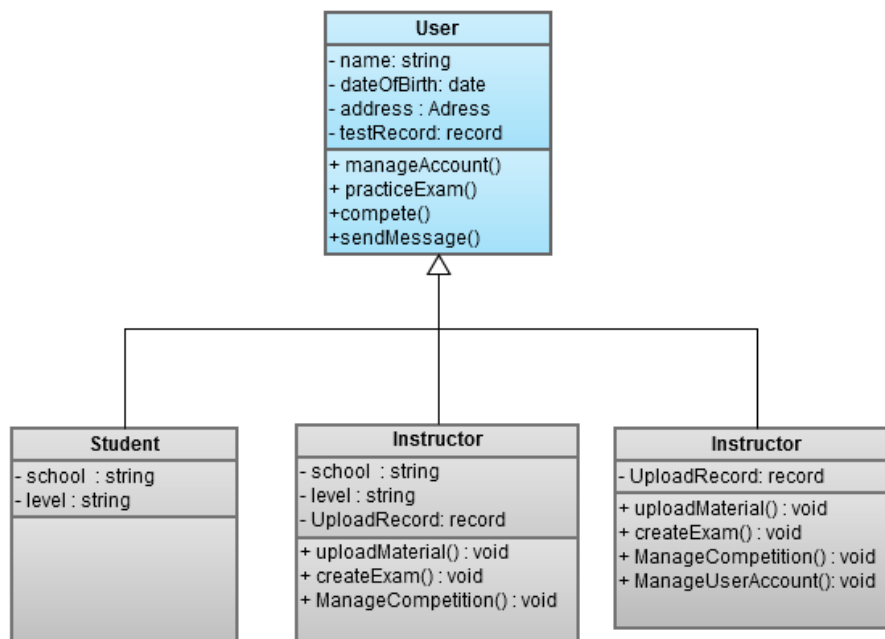 User
- name: string
- dateOfBirth: date
- address : Adress
- testRecord: record
+ manageAccount()
+ practiceExam()
+compete()
+sendMessage()
Student
- school : string
- level : string
Instructor
- school : string
- level : string
- UploadRecord: record
+ uploadMaterial() : void
+ createExam() : void
+ ManageCompetition() : void
Instructor
- UploadRecord: record
+ uploadMaterial() : void
+ createExam() : void
+ ManageCompetition() : void
+ ManageUserAccount(): void